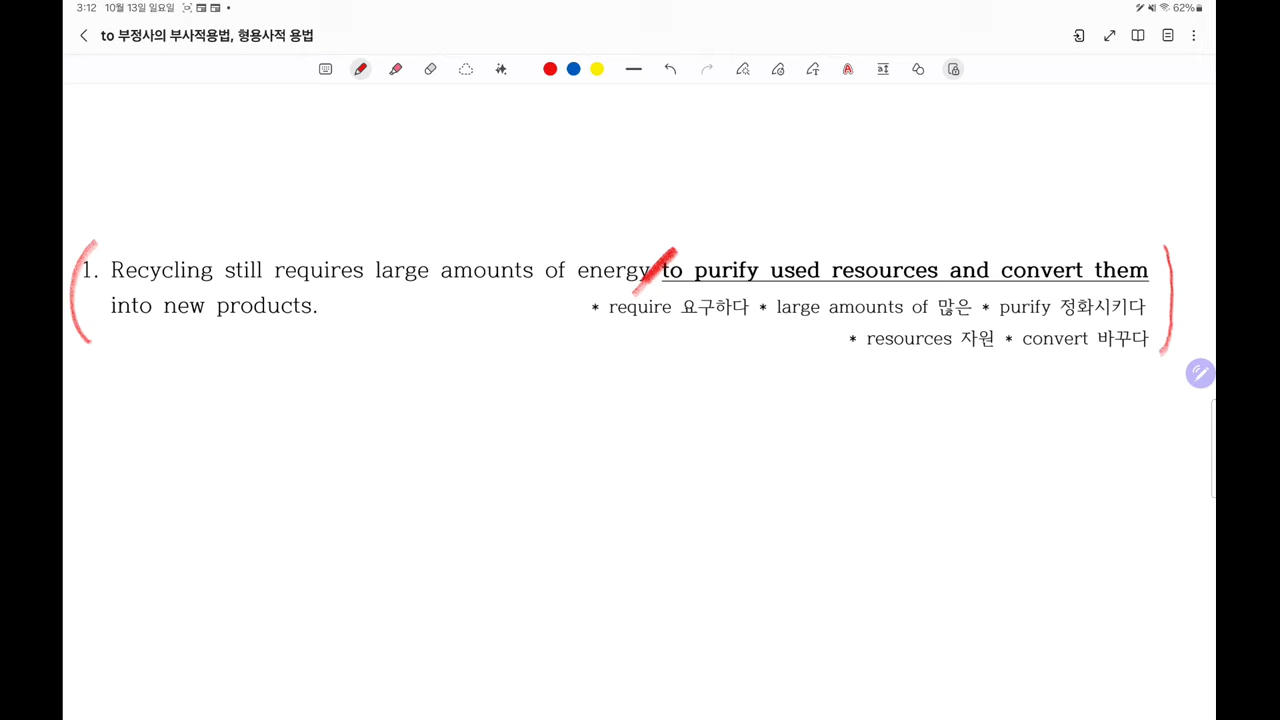 3:12 10월 13일 일요일
62%
to 부정사의 부사적용법, 형용사적 용법
1. Recycling still requires large amounts of energy to purify used resources and convert them
into new products.
* require 요구하다 * large amounts of 많은 * purify 정화시키다
* resources 자원 * convert 바꾸다